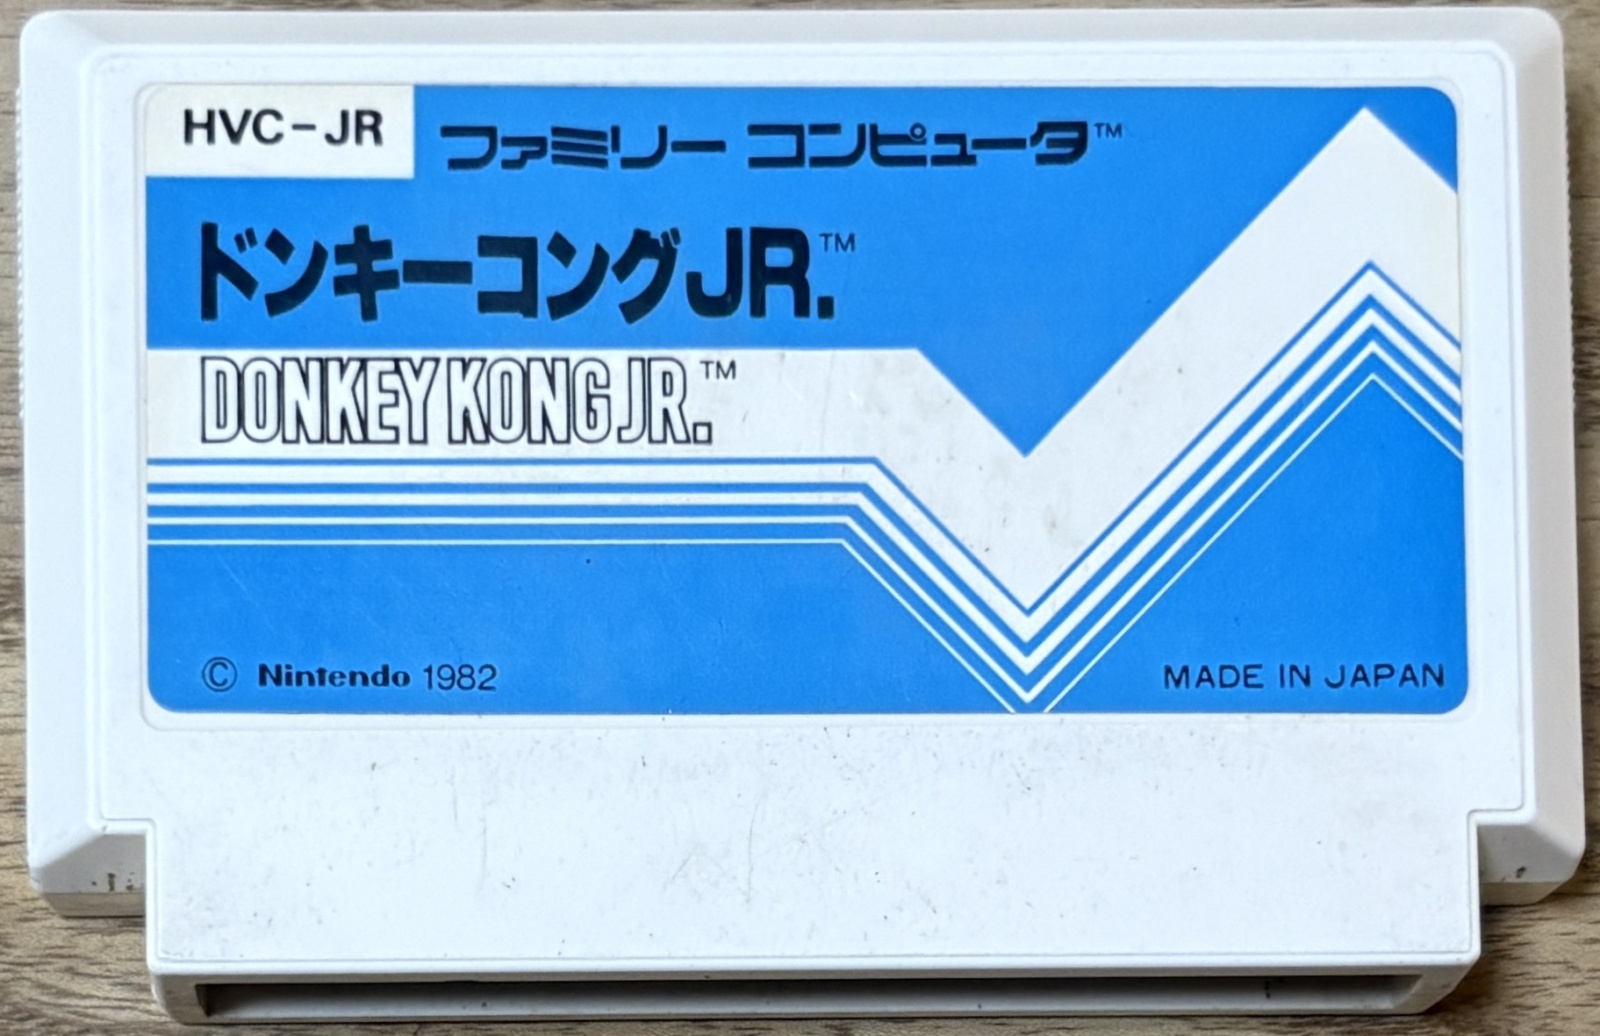 HVC-JR
ファミリー コンピュータ™
ドンキーコングJR.™
DONKEY KONG JR.™
© Nintendo 1982
MADE IN JAPAN